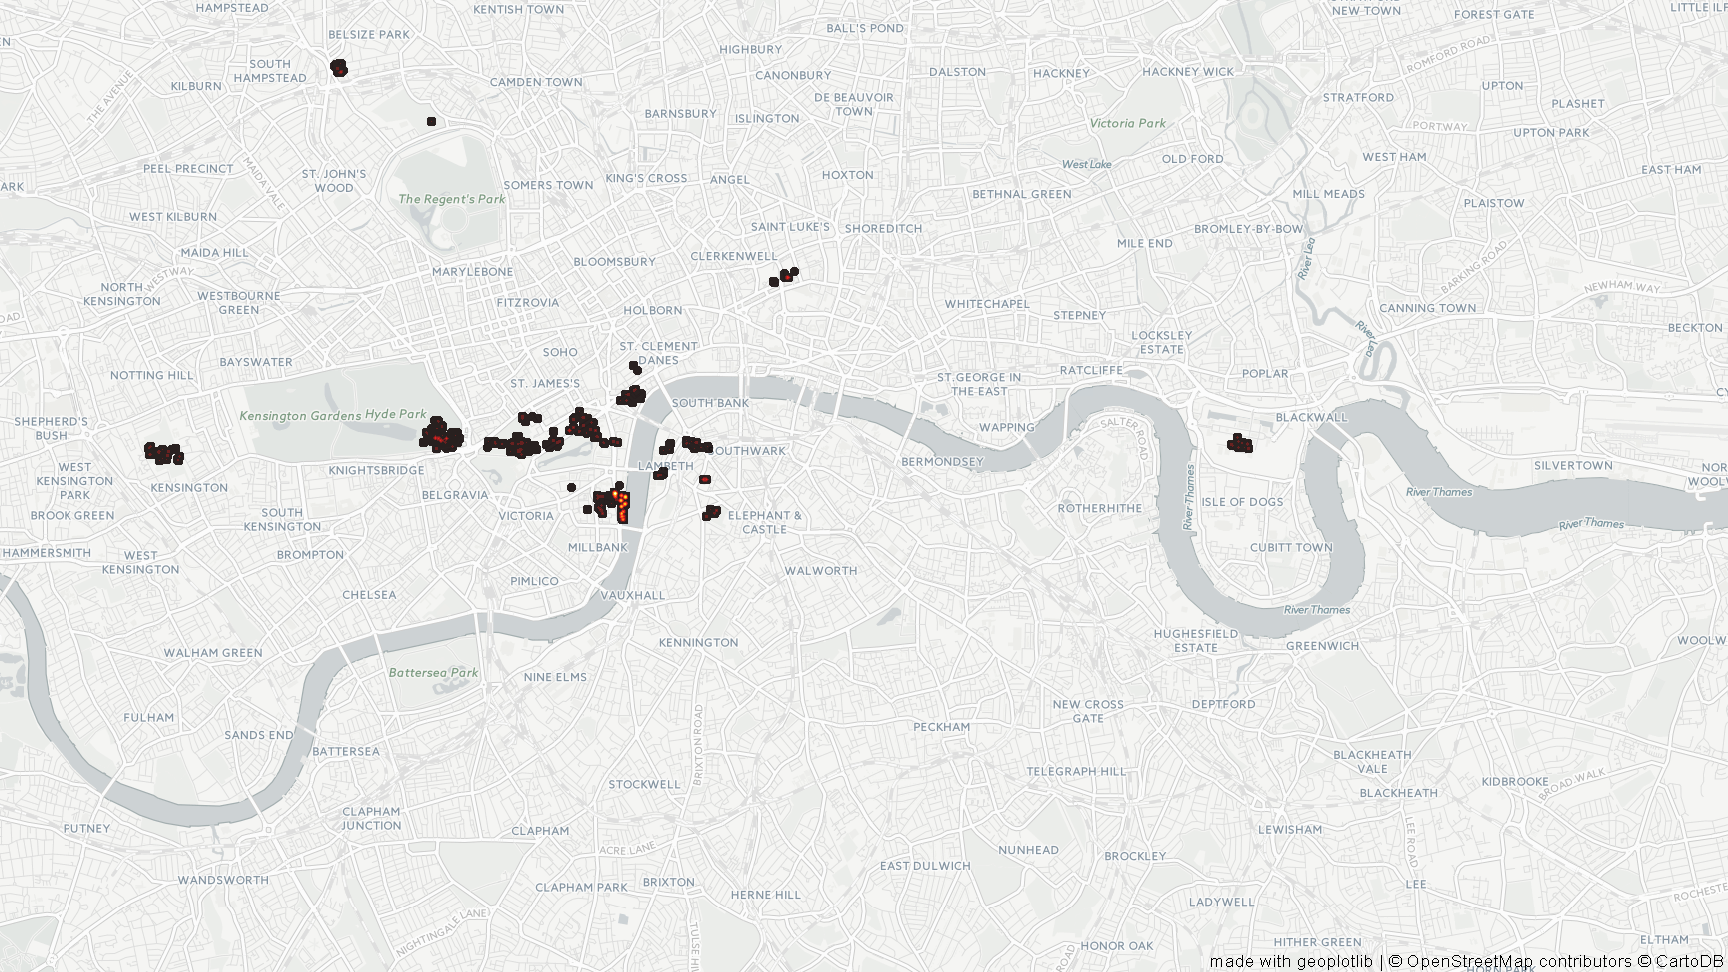 HAMPSTEAD
KENTISH TOWN
NEW TOWN
FOREST GATE
LITTLE ILF
BELSIZE PARK
BALL'S POND
HIGHBURY
ROMFORD ROAD
SOUTH
HAMPSTEAD
KILBURN
THE AVENUE
CAMDEN TOWN
CANONBURY
DALSTON
HACKNEY
HACKNEY WICK
UPTON
STRATFORD
PLASHET
DE BEAUVOIR
TOWN
BARNSBURY
ISLINGTON
Victoria Park
PORTWAY
UPTON PARK
PEEL PRECINCT
MAIDA VALE
ST. JOHN'S
WOOD
The Regent's Park
SOMERS TOWN
KING'S CROSS
ANGEL
HOXTON
West Lake
OLD FORD
WEST HAM
EAST HAM
ARK
BETHNAL GREEN
MILL MEADS
PLAISTOW
WEST KILBURN
SAINT LUKE'S
SHOREDITCH
BROMLEY-BY-BOW
MILE END
MAIDA HILL
WESTWAY
MARYLEBONE
BLOOMSBURY
CLERKENWELL
River Lea
BARKING ROAD
NORTH
KENSINGTON
WESTBOURNE
GREEN
FITZROVIA
HOLBORN
WHITECHAPEL
STEPNEY
NEWHAM WAY
CANNING TOWN
BECKTON
LOCKSLEY
ESTATE
River Lea
SOHO
ST. CLEMENT
DANES
BAYSWATER
NOTTING HILL
ST. JAMES'S
ST.GEORGE IN
THE EAST
RATCLIFFE
POPLAR
SHEPHERD'S
BUSH
Kensington Gardens
Hyde Park
SOUTH BANK
WAPPING
SALTER ROAD
BLACKWALL
KNIGHTSBRIDGE
LAMBETH
OUTHWARK
BERMONDSEY
SILVERTOWN
WEST
KENSINGTON
PARK
KENSINGTON
BELGRAVIA
River Thames
ISLE OF DOGS
River Thames
River Thames
BROOK GREEN
SOUTH
KENSINGTON
VICTORIA
ELEPHANT &
CASTLE
ROTHERHITHE
HAMMERSMITH
WEST
KENSINGTON
BROMPTON
MILLBANK
CUBITT TOWN
PIMLICO
WALWORTH
CHELSEA
VAUXHALL
River Thames
KENNINGTON
HUGHESFIELD
ESTATE
GREENWICH
WOOLW
WALHAM GREEN
Battersea Park
NINE ELMS
NEW CROSS
GATE
DEPTFORD
FULHAM
SANDS END
BATTERSEA
BRIXTON ROAD
PECKHAM
BLACKHEATH
VALE
TELEGRAPH HILL
STOCKWELL
KIDBROOKE
BROAD WALK
BLACKHEATH
CLAPHAM
JUNCTION
FUTNEY
CLAPHAM
ACRE LANE
LEWISHAM
LEE ROAD
NUNHEAD
BROCKLEY
EAST DULWICH
WANDSWORTH
CLAPHAM PARK
BRIXTON
HERNE HILL
LEE
ROCHESTER
LADYWELL
NIGHTINGALE LANE
TULSE HI
HONOR OAK
HITHER GREEN
ELTHAM
made with geoplotlib | © OpenStreetMap contributors © CartoDB